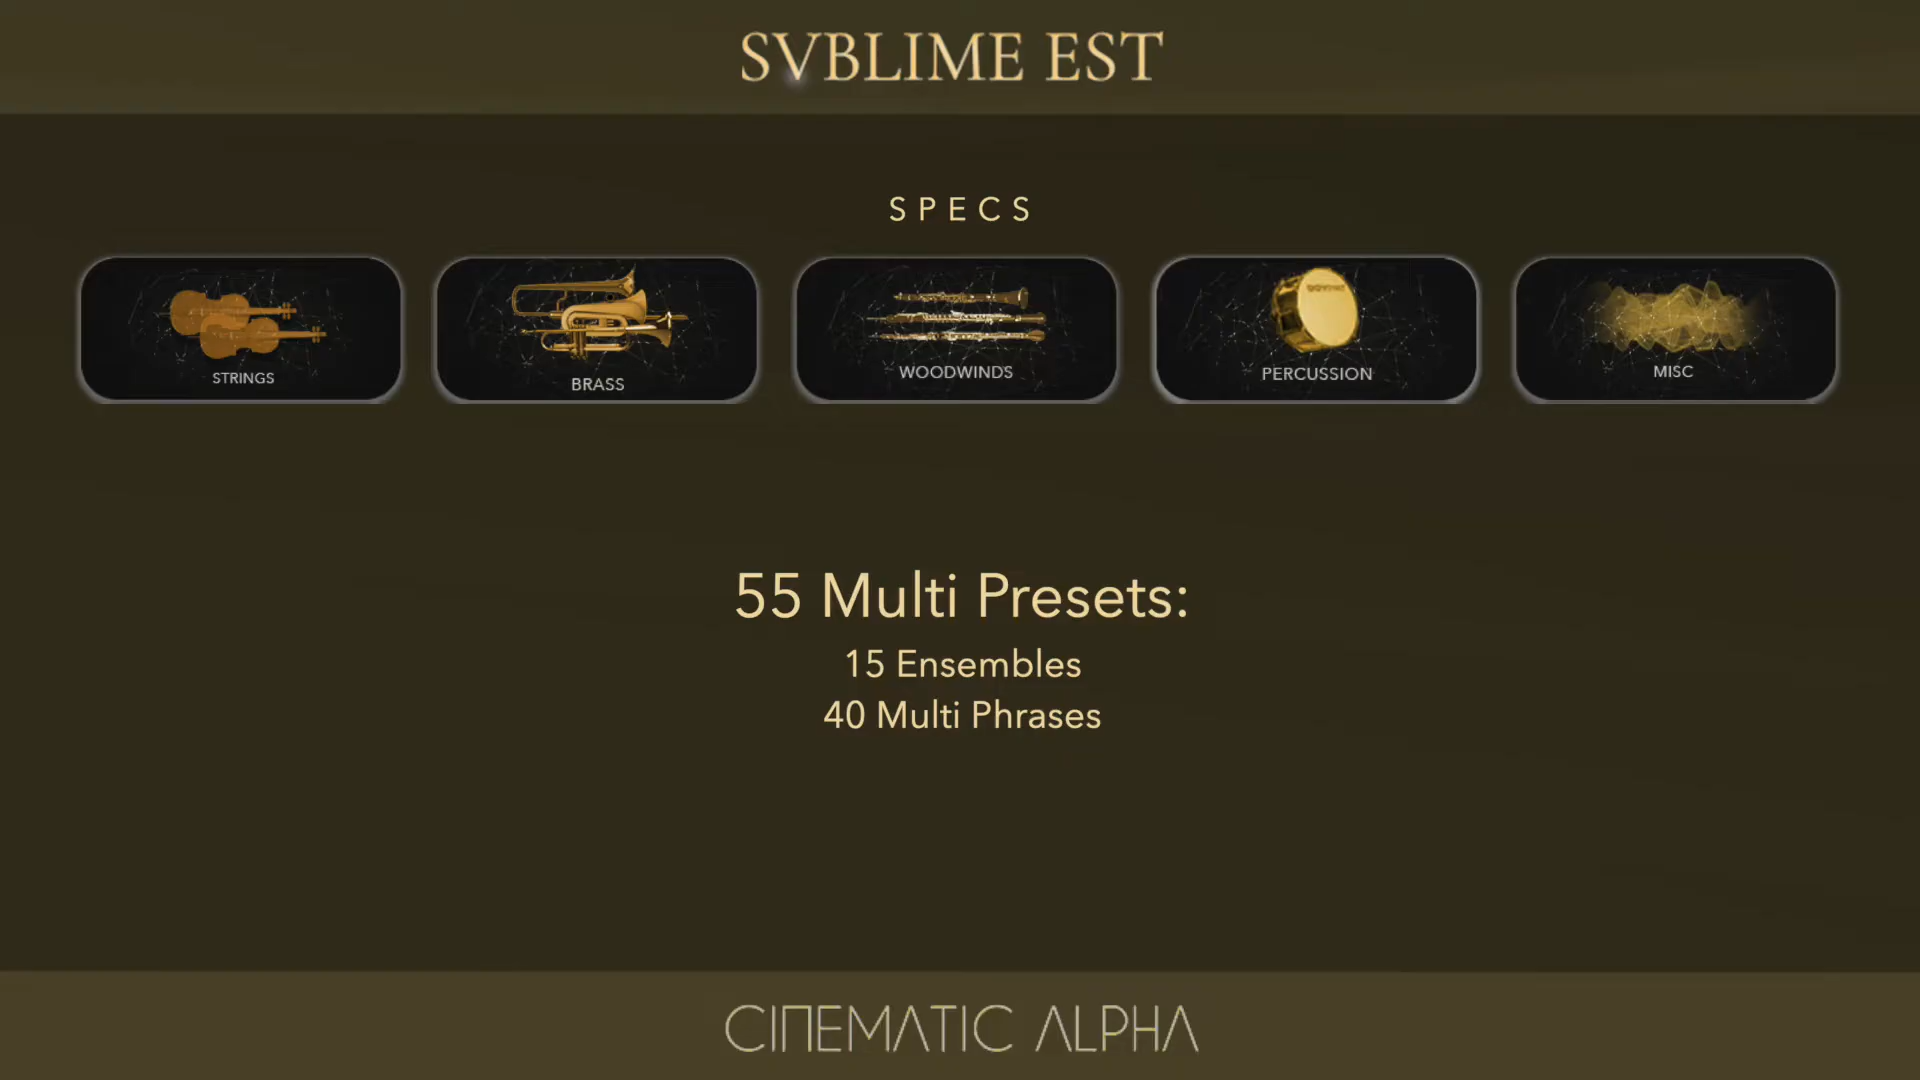 SVBLIME EST
SPECS
STRINGS
BRASS
WOODWINDS
PERCUSSION
MISC
55 Multi Presets:
15 Ensembles
40 Multi Phrases
CINEMATIC ALPHA